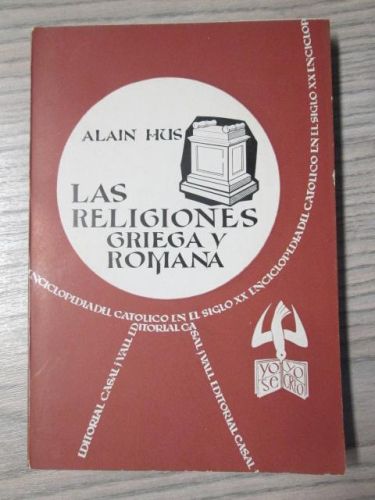 ALAIN HUS
LAS
RELIGIONES
GRIEGA Y
ROMANA
ENCICLOPEDIA DEL CATOLICO EN EL SIGLO XX ENCICLOPEDIA DEL CATOLICO EN EL SIGLO XX ENCICLOP
EDITORIAL CASAL I VALL EDITORIAL CASAL I VALL EDITORIAL CASAL I VALL
YO SE
YO CREO